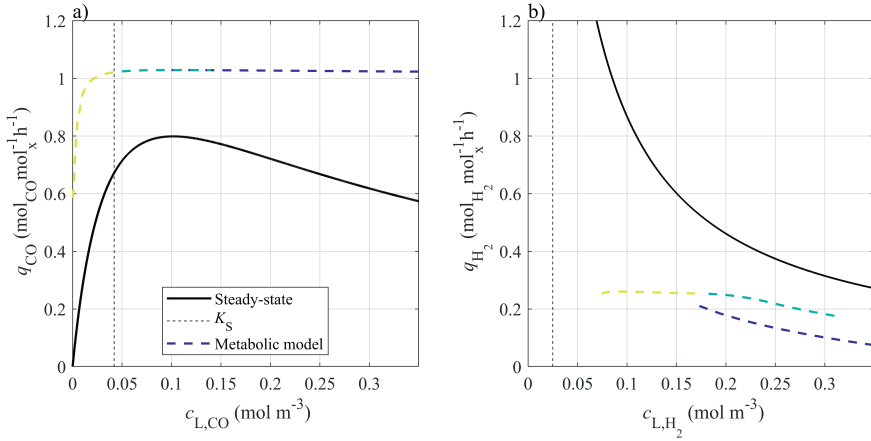 a)
1.2
1
0.8
0.6
0.4
0.2
0
q_CO (mol_CO mol_x^-1 h^-1)
Steady-state
K_S
Metabolic model
0 0.05 0.1 0.15 0.2 0.25 0.3
c_L,CO (mol m^-3)
b)
1.2
1
0.8
0.6
0.4
0.2
0
q_H2 (mol_H2 mol_x^-1 h^-1)
0 0.05 0.1 0.15 0.2 0.25 0.3
c_L,H2 (mol m^-3)